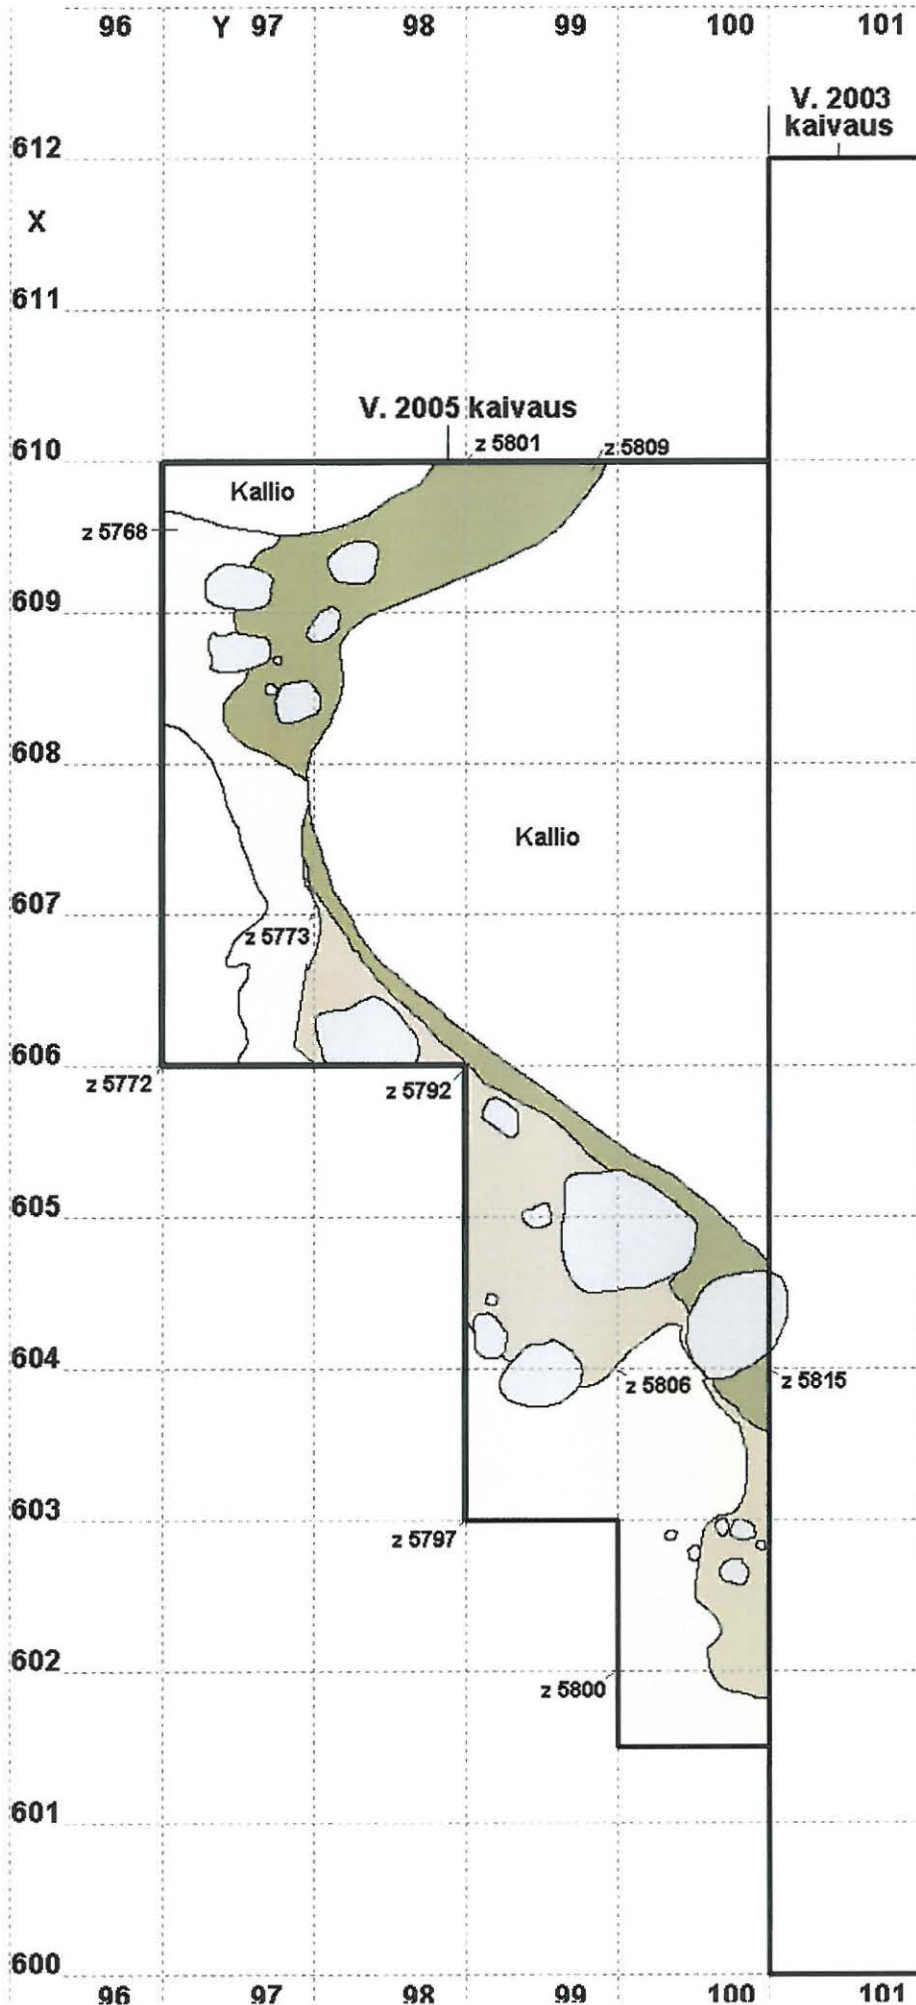 96 Y 97 98 99 100 101
V. 2003
kaivaus
612
X
611
V. 2005 kaivaus
610
z 5801
z 5809
Kallio
z 5768
609
608
Kallio
607
z 5773
606
z 5772
z 5792
605
604
z 5806
z 5815
603
z 5797
602
z 5800
601
600
96 97 98 99 100 101